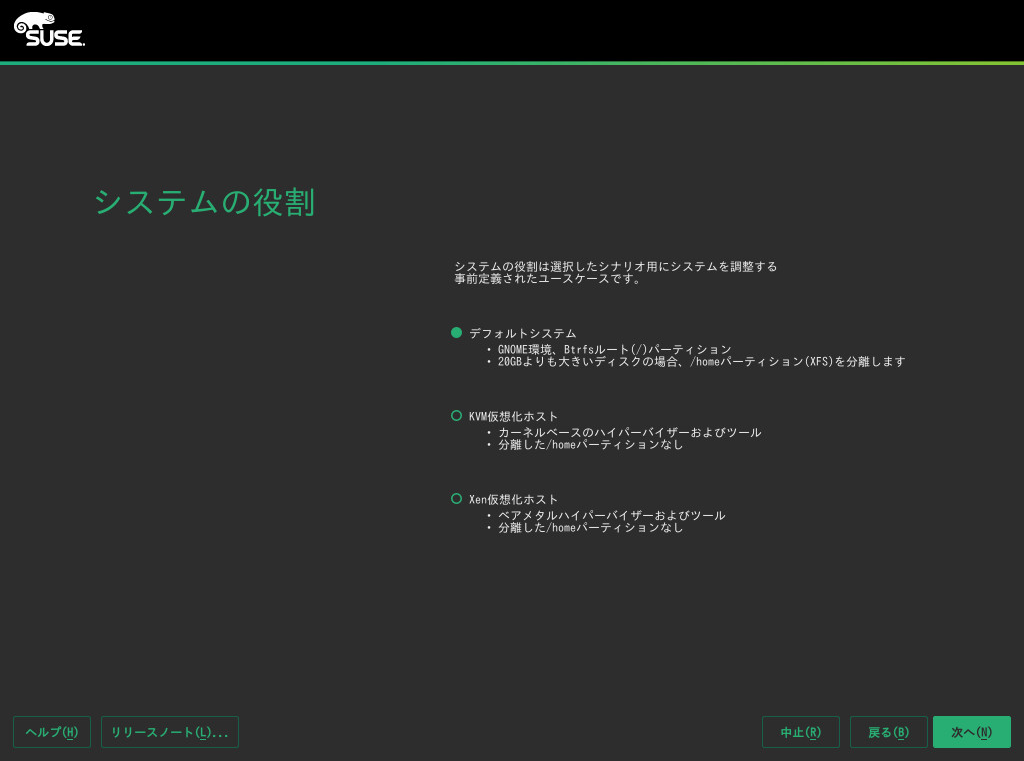 SUSE
システムの役割
システムの役割は選択したシナリオ用にシステムを調整する
事前定義されたユースケースです。
デフォルトシステム
・ GNOME環境、Btrfsルート(/)パーティション
・ 20GBよりも大きいディスクの場合、/homeパーティション(XFS)を分離します
KVM仮想化ホスト
・ カーネルベースのハイパーバイザーおよびツール
・ 分離した/homeパーティションなし
Xen仮想化ホスト
・ ベアメタルハイパーバイザーおよびツール
・ 分離した/homeパーティションなし
ヘルプ(H)
リリースノート(L)...
中止(R)
戻る(B)
次へ(N)